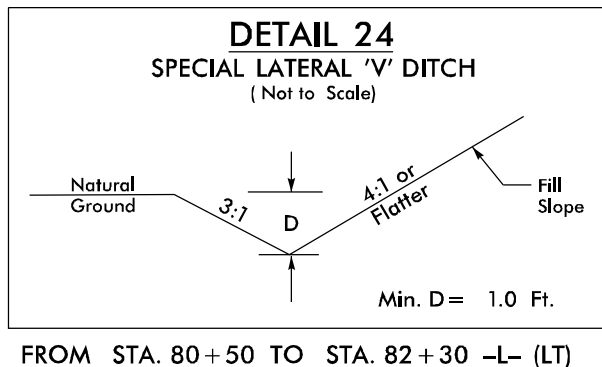 DETAIL 24
SPECIAL LATERAL 'V' DITCH
( Not to Scale)
Natural
Ground
3:1
D
4:1 or
Flatter
Fill
Slope
Min. D = 1.0 Ft.
FROM STA. 80+50 TO STA. 82+30 -L- (LT)